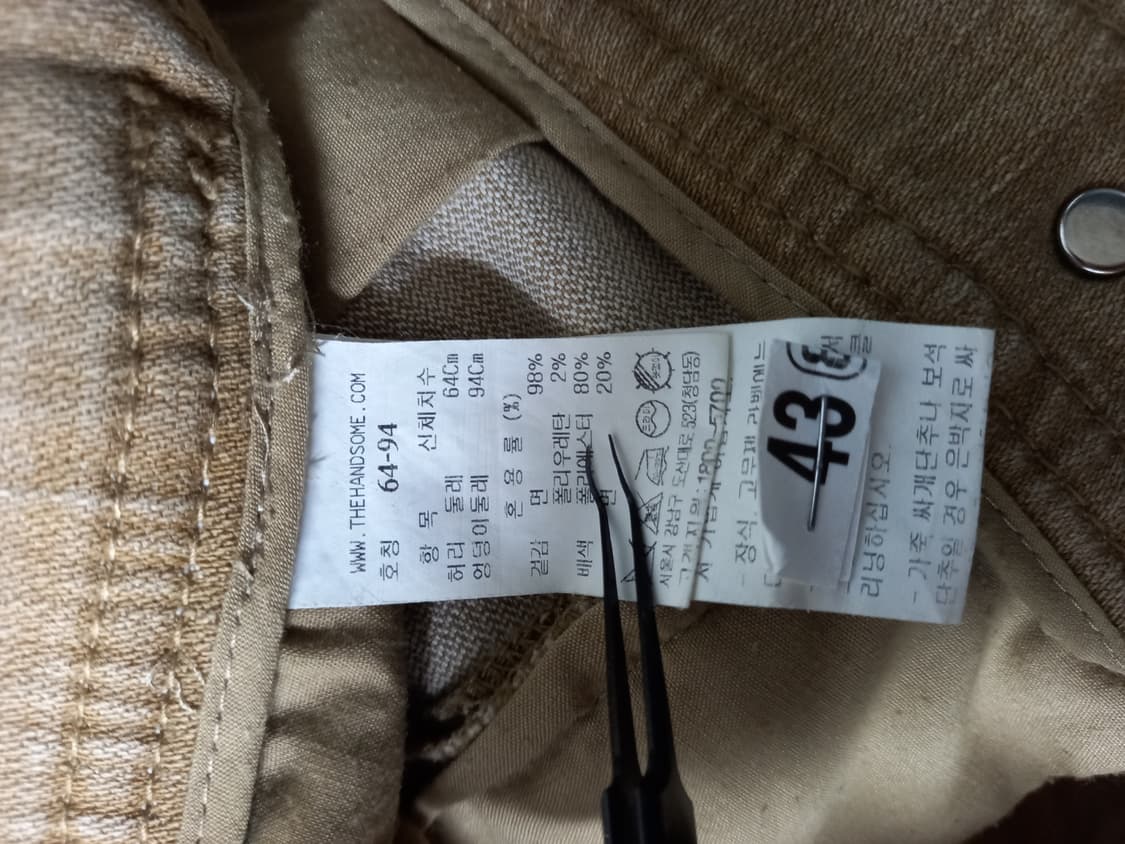 WWW.THEHANDSOME.COM
호칭 64-94
항 목 신체치수
허리 둘레 64Cm
엉덩이둘레 94Cm
혼 용 률 (%)
겉감 면 98%
폴리우레탄 2%
배색 폴리에스터 80%
면 20%
서울시 강남구 도산대로 523(청담동)
- 장식. 고무제
43
리닝하십시오.
- 가죽, 싸개단추나 보석
단추일 경우 은박지로 싸